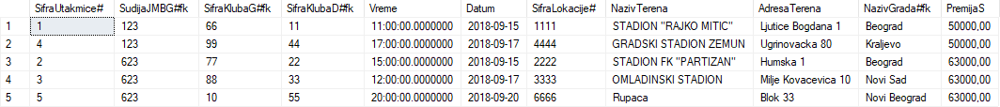 SifraUtakmice# SudijaJMBG#fk SifraKlubaG#fk SifraKlubaD#fk Vreme Datum SifraLokacije# NazivTerena AdresaTerena NazivGrada#fk PremijaS
1 1 123 66 11 11:00:00.0000000 2018-09-15 1111 STADION "RAJKO MITIC" Ljutice Bogdana 1 Beograd 50000,00
2 4 123 99 44 17:00:00.0000000 2018-09-17 4444 GRADSKI STADION ZEMUN Ugrinovacka 80 Kraljevo 50000,00
3 2 623 77 22 15:00:00.0000000 2018-09-15 2222 STADION FK "PARTIZAN" Humska 1 Beograd 63000,00
4 3 623 88 33 12:00:00.0000000 2018-09-17 3333 OMLADINSKI STADION Milje Kovacevica 10 Novi Sad 63000,00
5 5 623 10 55 20:00:00.0000000 2018-09-20 6666 Rupaca Blok 33 Novi Beograd 63000,00